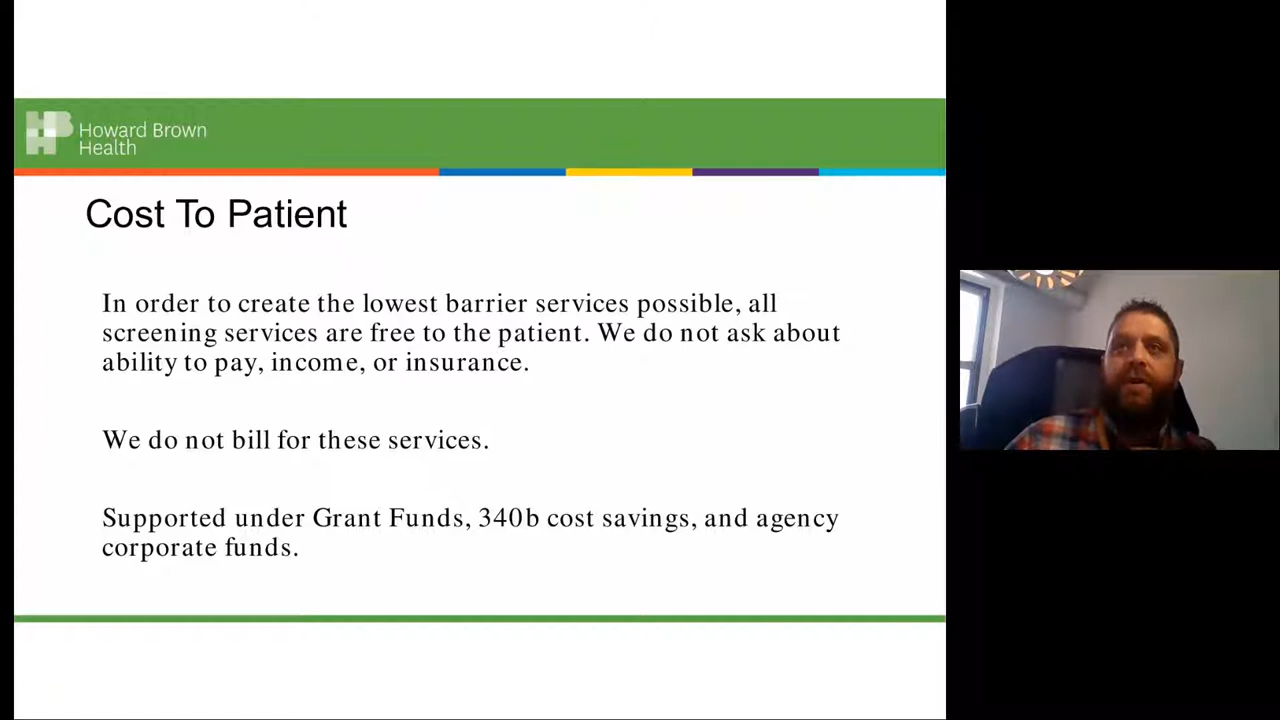 Howard Brown
Health
Cost To Patient
In order to create the lowest barrier services possible, all
screening services are free to the patient. We do not ask about
ability to pay, income, or insurance.
We do not bill for these services.
Supported under Grant Funds, 340b cost savings, and agency
corporate funds.